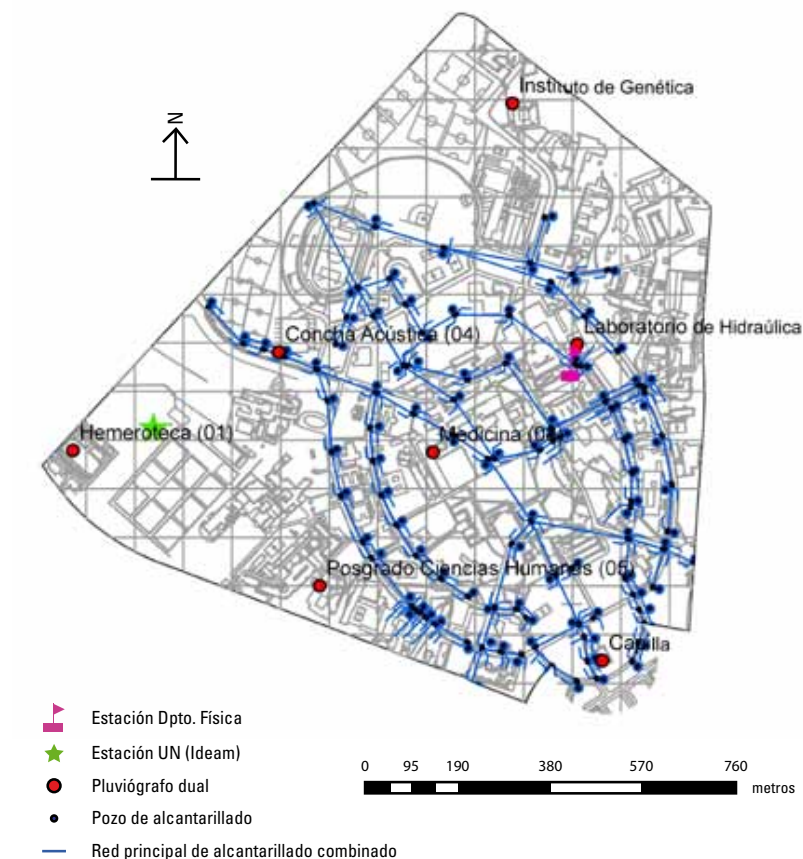 Instituto de Genética
N
Laboratorio de Hidraúlica
Concha Acústica (04)
Hemeroteca (01)
Medicina
Posgrado Ciencias Humanas (05)
Capilla
Estación Dpto. Física
Estación UN (Ideam)
Pluviógrafo dual
Pozo de alcantarillado
Red principal de alcantarillado combinado
0 95 190 380 570 760
metros